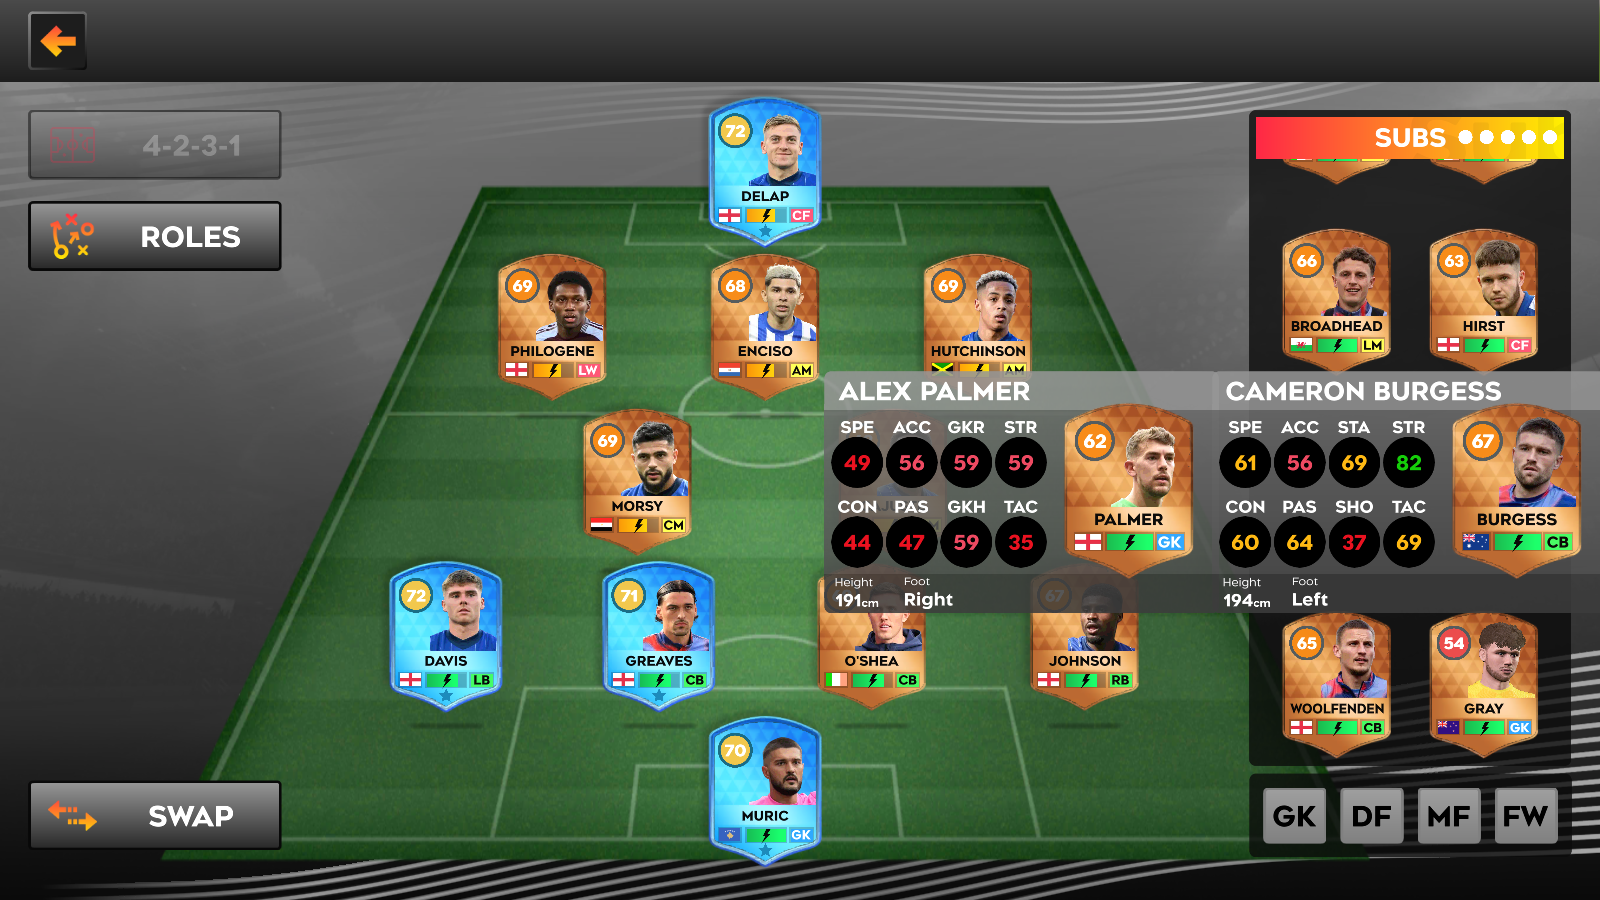 4-2-3-1
ROLES
SWAP
SUBS
72
DELAP
CF
69
PHILOGENE
LW
68
ENCISO
AM
69
HUTCHINSON
AM
69
MORSY
CM
72
DAVIS
LB
71
GREAVES
CB
O'SHEA
CB
67
JOHNSON
RB
70
MURIC
GK
ALEX PALMER
SPE ACC GKR STR
49 56 59 59
CON PAS GKH TAC
44 47 59 35
Height Foot
191cm Right
62
PALMER
GK
CAMERON BURGESS
SPE ACC STA STR
61 56 69 82
CON PAS SHO TAC
60 64 37 69
Height Foot
194cm Left
67
BURGESS
CB
66
BROADHEAD
LM
63
HIRST
CF
65
WOOLFENDEN
CB
54
GRAY
GK
GK DF MF FW